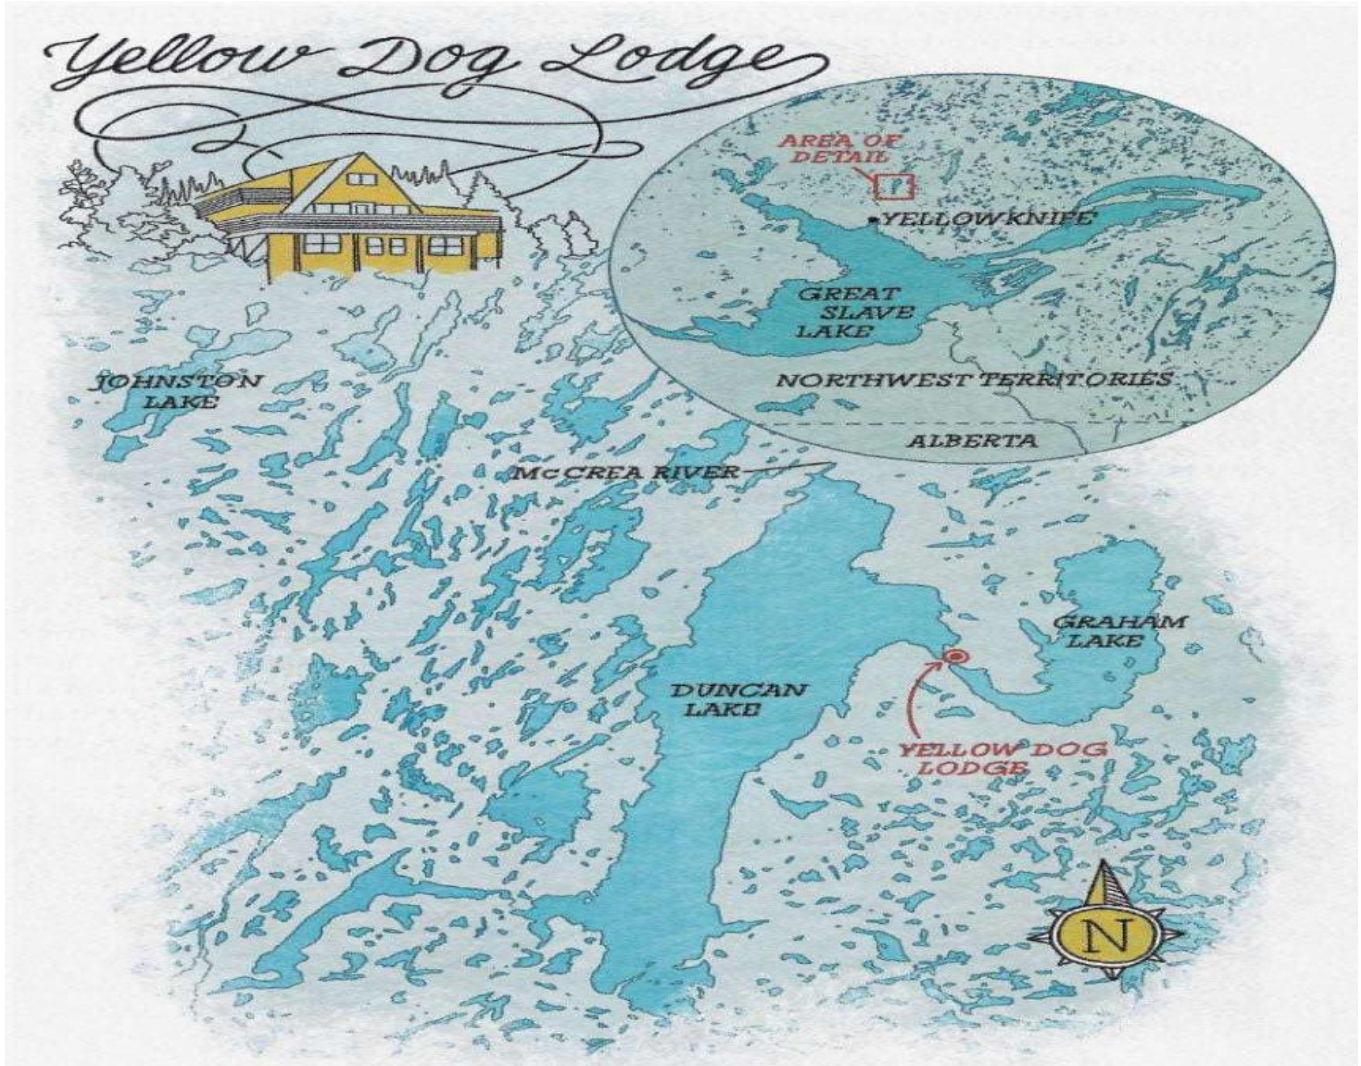 Yellow Dog Lodge
AREA OF
DETAIL
YELLOWKNIFE
GREAT
SLAVE
LAKE
NORTHWEST TERRITORIES
ALBERTA
JOHNSTON
LAKE
McCREA RIVER
GRAHAM
LAKE
DUNCAN
LAKE
YELLOW DOG
LODGE
N